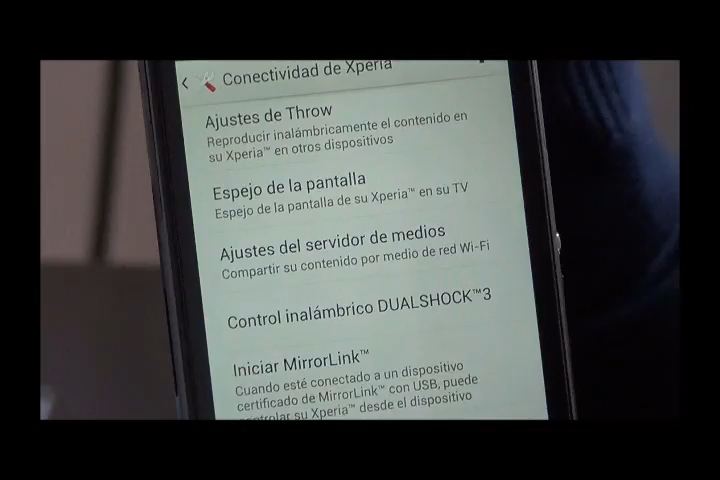 Conectividad de Xperia
Ajustes de Throw
Reproducir inalámbricamente el contenido en
su Xperia™ en otros dispositivos
Espejo de la pantalla
Espejo de la pantalla de su Xperia™ en su TV
Ajustes del servidor de medios
Compartir su contenido por medio de red Wi-Fi
Control inalámbrico DUALSHOCK™3
Iniciar MirrorLink™
Cuando esté conectado a un dispositivo
certificado de MirrorLink™ con USB, puede
controlar su Xperia™ desde el dispositivo